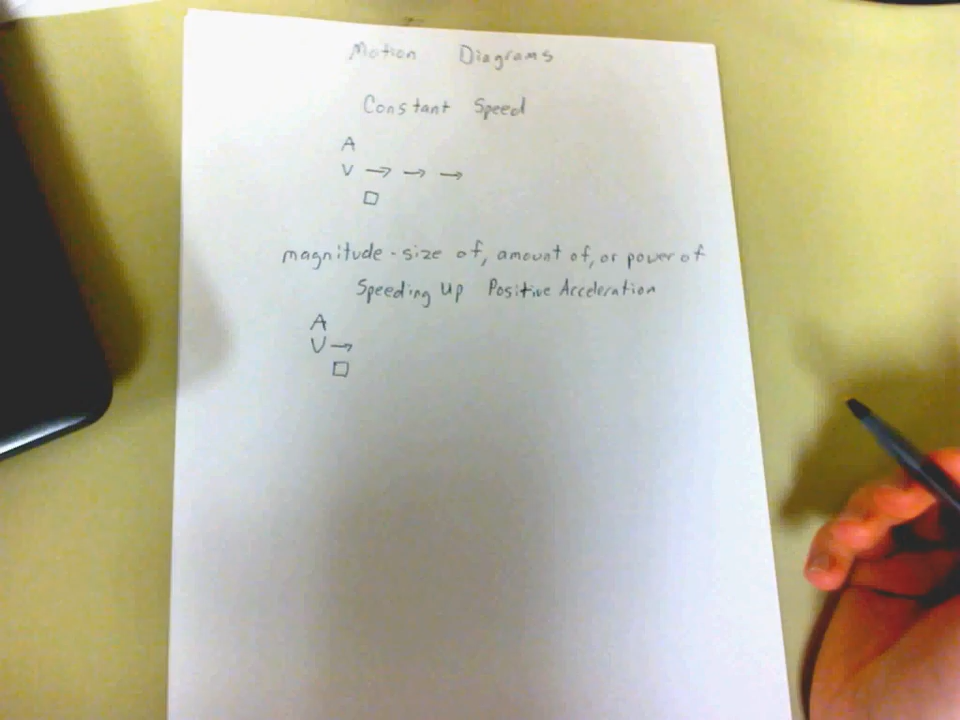 Motion Diagrams
Constant Speed
A
V → → →
magnitude - size of, amount of, or power of
Speeding Up Positive Acceleration
A
V →